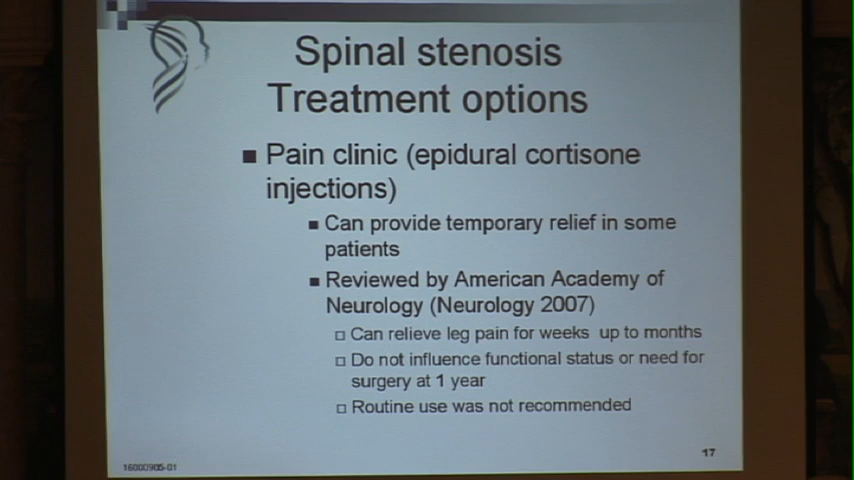 Spinal stenosis
Treatment options
■ Pain clinic (epidural cortisone
injections)
■ Can provide temporary relief in some
patients
■ Reviewed by American Academy of
Neurology (Neurology 2007)
□ Can relieve leg pain for weeks up to months
□ Do not influence functional status or need for
surgery at 1 year
□ Routine use was not recommended
16000905-01
17